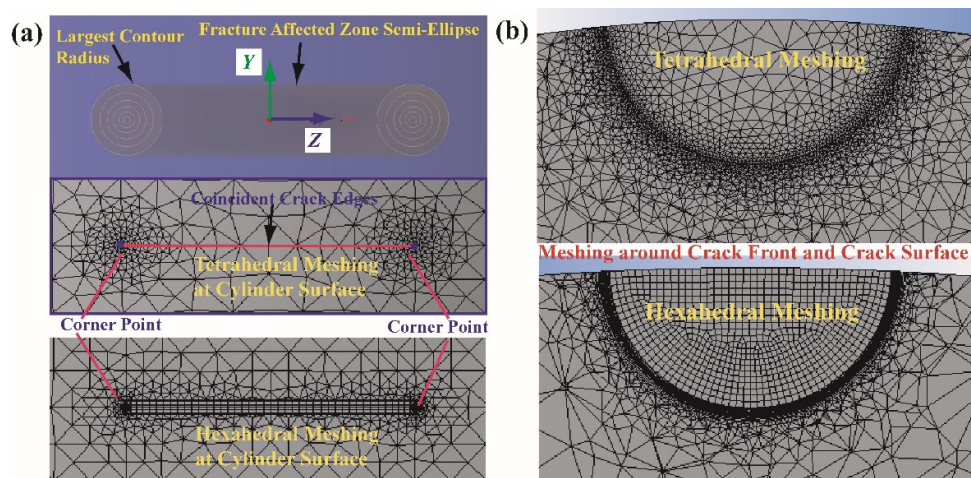 (a)
Largest Contour
Radius
Fracture Affected Zone Semi-Ellipse
Y
Z
Coincident Crack Edges
Tetrahedral Meshing
at Cylinder Surface
Corner Point
Corner Point
Hexahedral Meshing
at Cylinder Surface
(b)
Tetrahedral Meshing
Meshing around Crack Front and Crack Surface
Hexahedral Meshing